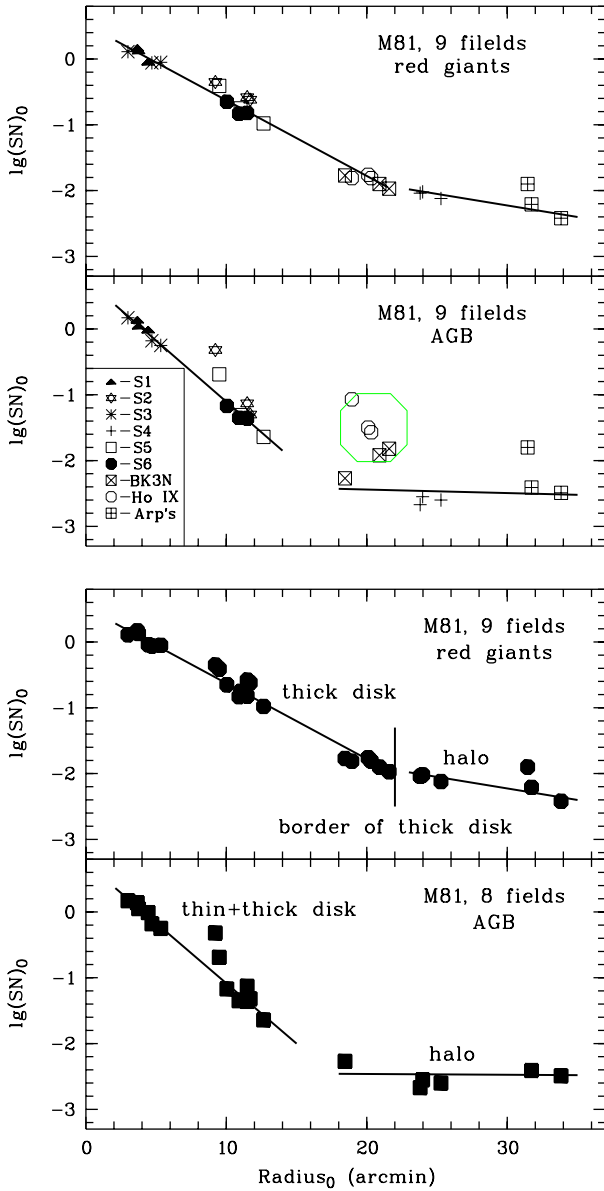 M81, 9 filelds
red giants
0
−1
−2
−3
lg(SN)0
M81, 9 filelds
AGB
0
−1
−2
−3
lg(SN)0
S1
S2
S3
S4
S5
S6
BK3N
Ho IX
Arp's
M81, 9 fields
red giants
thick disk
halo
border of thick disk
0
−1
−2
−3
lg(SN)0
M81, 8 fields
AGB
thin+thick disk
halo
0
−1
−2
−3
lg(SN)0
0 10 20 30
Radius0 (arcmin)